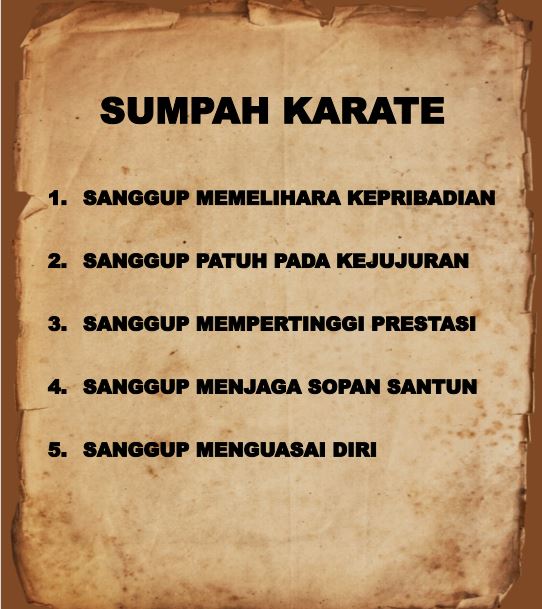 SUMPAH KARATE
1. SANGGUP MEMELIHARA KEPRIBADIAN
2. SANGGUP PATUH PADA KEJUJURAN
3. SANGGUP MEMPERTINGGI PRESTASI
4. SANGGUP MENJAGA SOPAN SANTUN
5. SANGGUP MENGUASAI DIRI